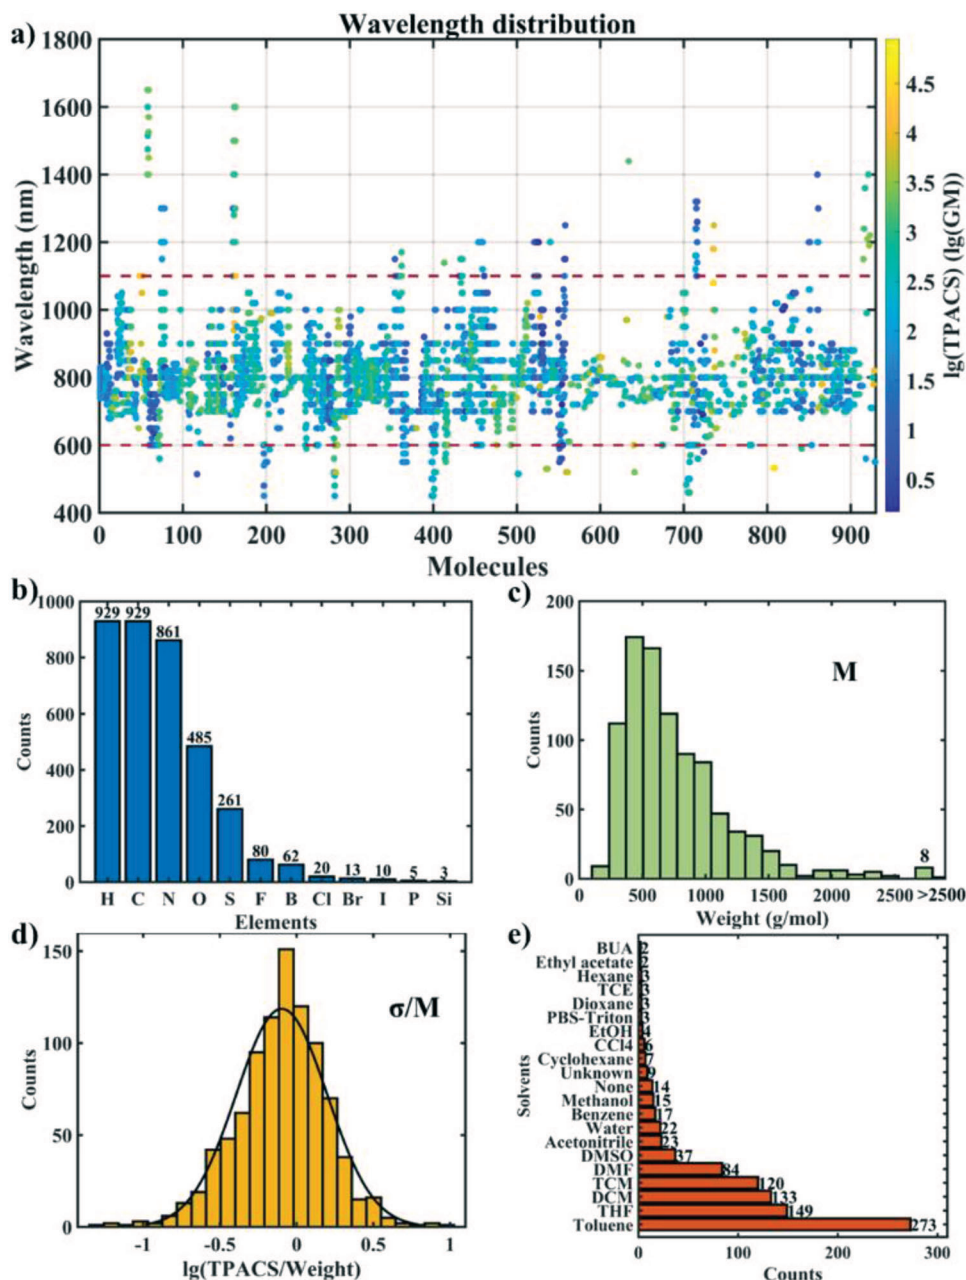 a)
Wavelength distribution
1800
1600
1400
1200
1000
800
600
400
Wavelength (nm)
0 100 200 300 400 500 600 700 800 900
Molecules
4.5
4
3.5
3
2.5
2
1.5
1
0.5
lg(TPACS) (lg(GM))
b)
1000
800
600
400
200
0
Counts
929 929 861 485 261 80 62 20 13 10 5 3
H C N O S F B Cl Br I P Si
Elements
c)
200
150
100
50
0
Counts
M
8
500 1000 1500 2000 >2500
Weight (g/mol)
d)
150
100
50
0
Counts
σ/M
-1 -0.5 0 0.5 1
lg(TPACS/Weight)
e)
Solvents
BUA 2
Ethyl acetate 2
Hexane 3
TCE 3
Dioxane 3
PBS-Triton 3
EtOH 4
CCl4 6
Cyclohexane 7
Unknown 9
None 14
Methanol 15
Benzene 17
Water 22
Acetonitrile 23
DMSO 37
DMF 84
TCM 120
DCM 133
THF 149
Toluene 273
0 100 200 300
Counts